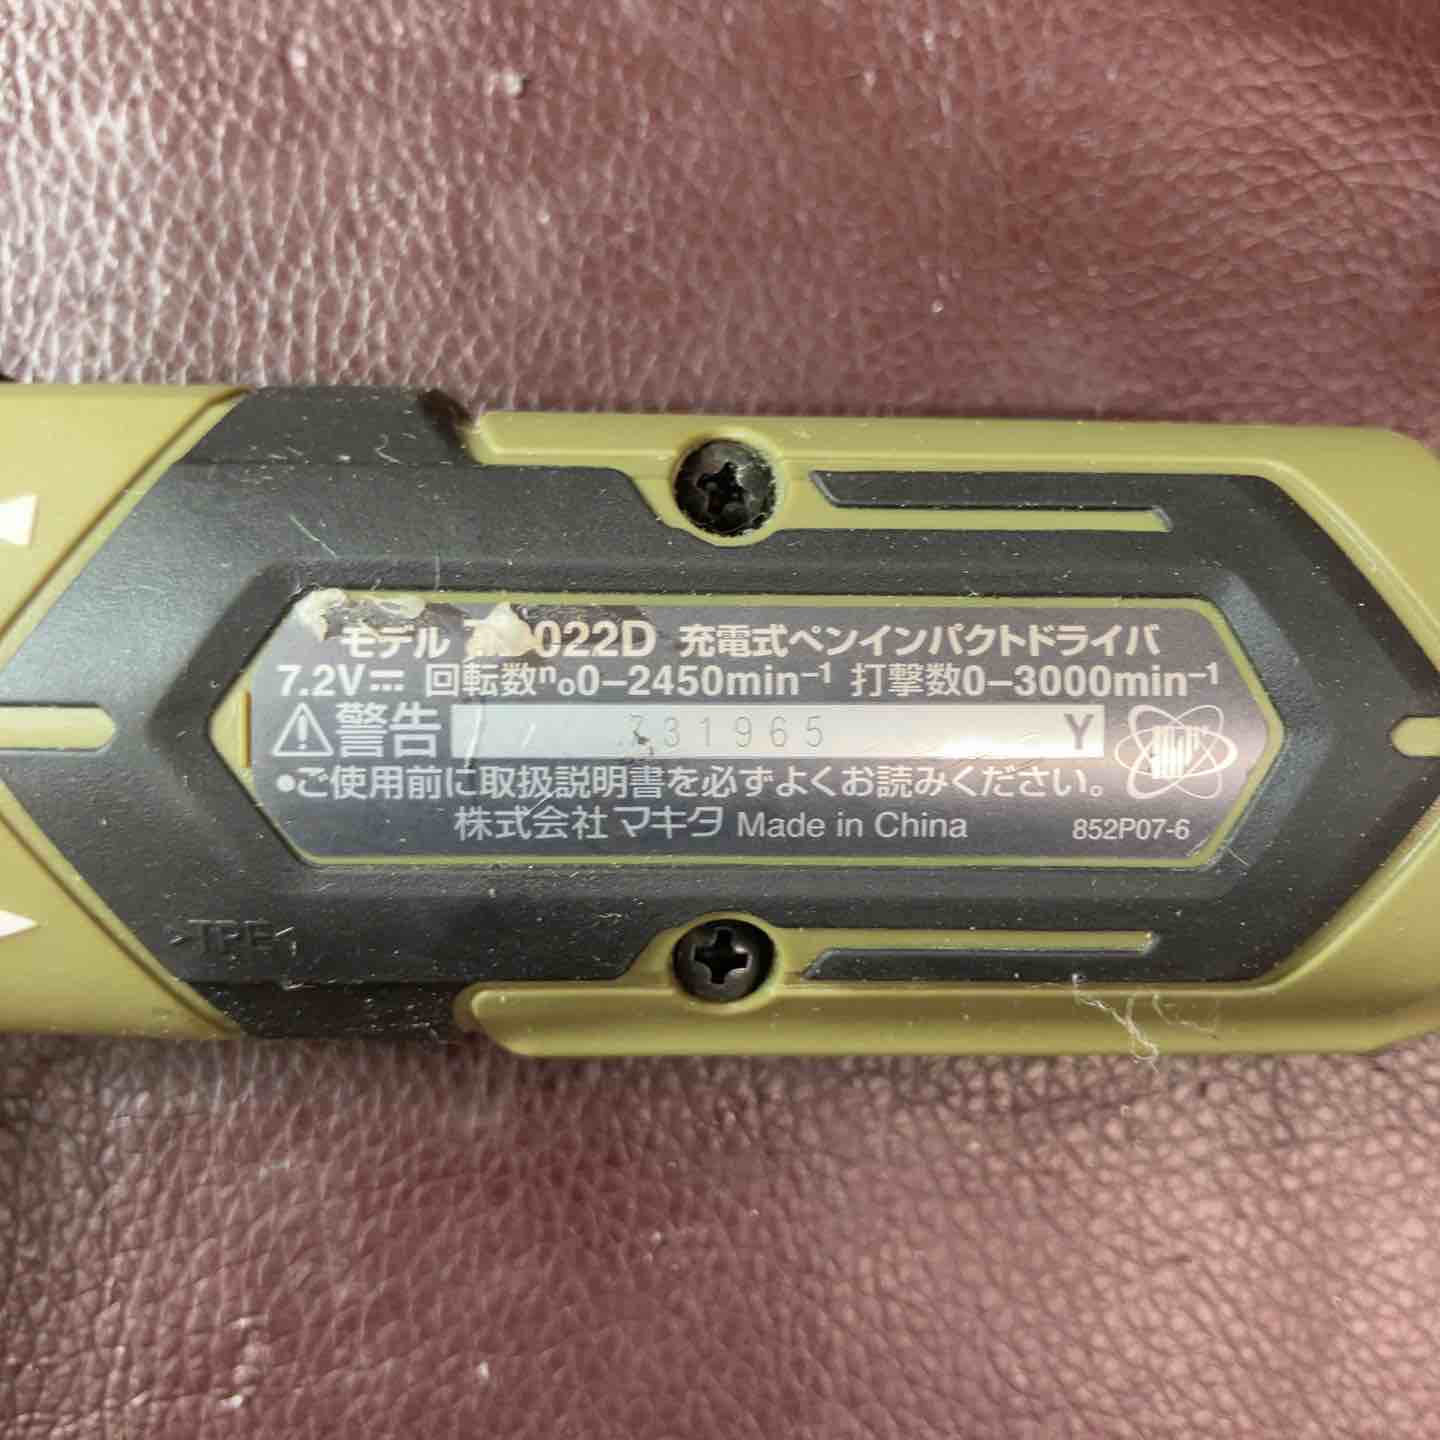 モデル 022D 充電式ペンインパクトドライバ
7.2V⎓ 回転数n₀0-2450min⁻¹ 打撃数0-3000min⁻¹
⚠警告 731965 Y
●ご使用前に取扱説明書を必ずよくお読みください。
株式会社マキタ Made in China 852P07-6
>TPE<